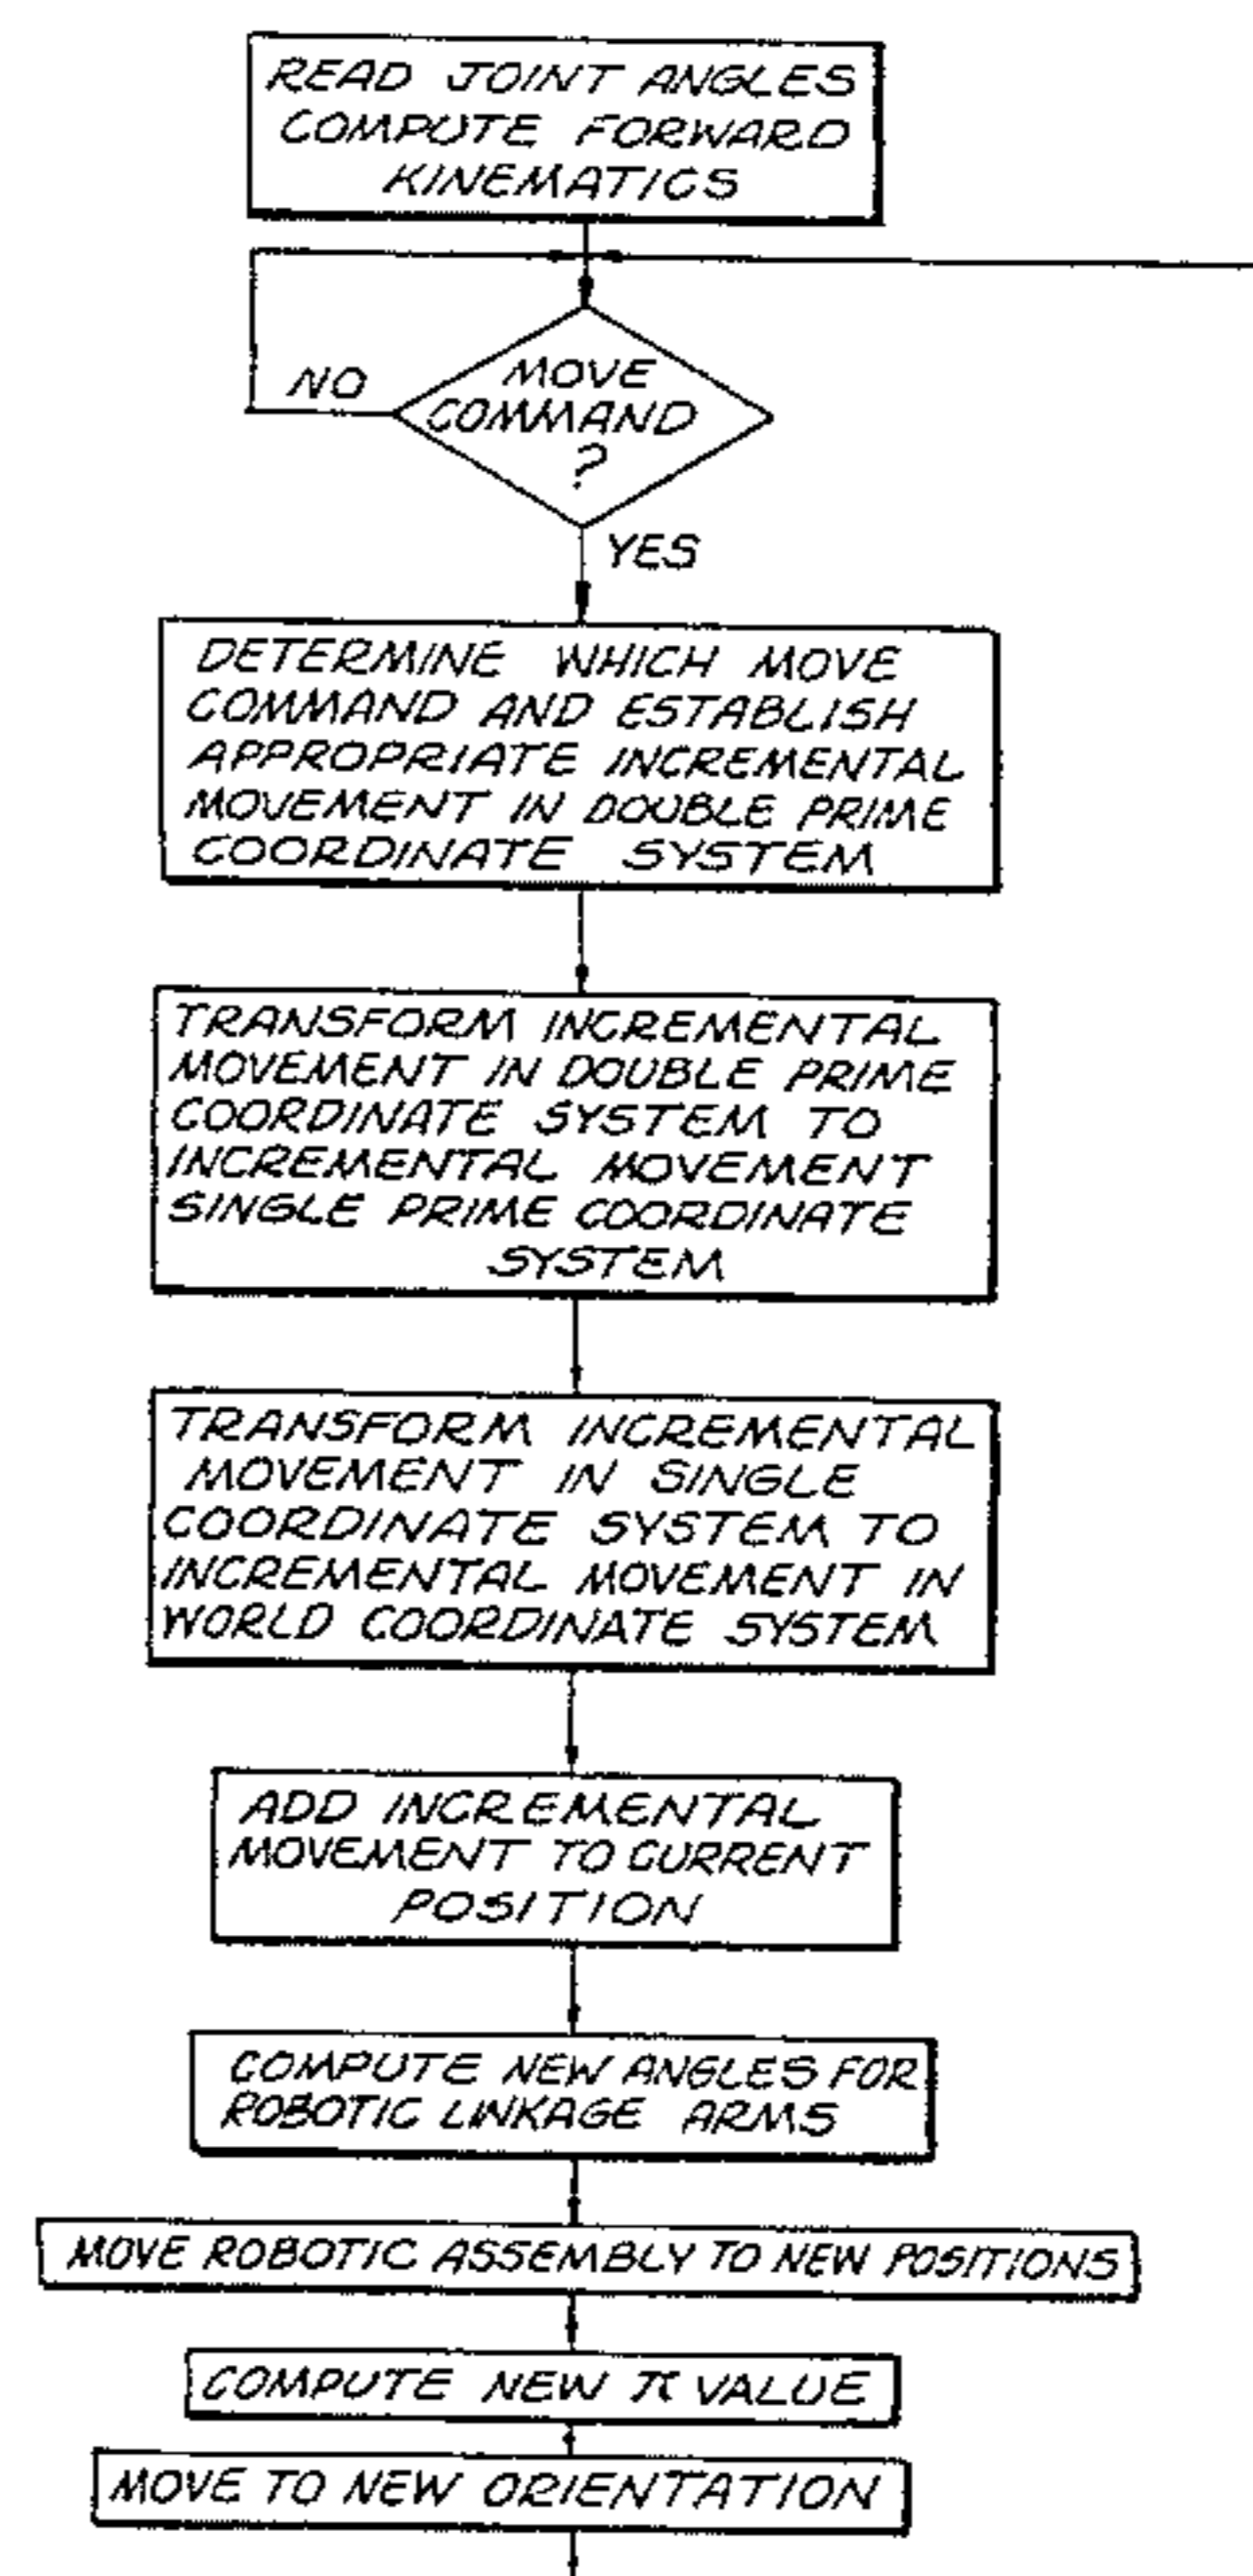 READ JOINT ANGLES
COMPUTE FORWARD
KINEMATICS
MOVE
COMMAND
?
NO
YES
DETERMINE WHICH MOVE
COMMAND AND ESTABLISH
APPROPRIATE INCREMENTAL
MOVEMENT IN DOUBLE PRIME
COORDINATE SYSTEM
TRANSFORM INCREMENTAL
MOVEMENT IN DOUBLE PRIME
COORDINATE SYSTEM TO
INCREMENTAL MOVEMENT
SINGLE PRIME COORDINATE
SYSTEM
TRANSFORM INCREMENTAL
MOVEMENT IN SINGLE
COORDINATE SYSTEM TO
INCREMENTAL MOVEMENT IN
WORLD COORDINATE SYSTEM
ADD INCREMENTAL
MOVEMENT TO CURRENT
POSITION
COMPUTE NEW ANGLES FOR
ROBOTIC LINKAGE ARMS
MOVE ROBOTIC ASSEMBLY TO NEW POSITIONS
COMPUTE NEW π VALUE
MOVE TO NEW ORIENTATION